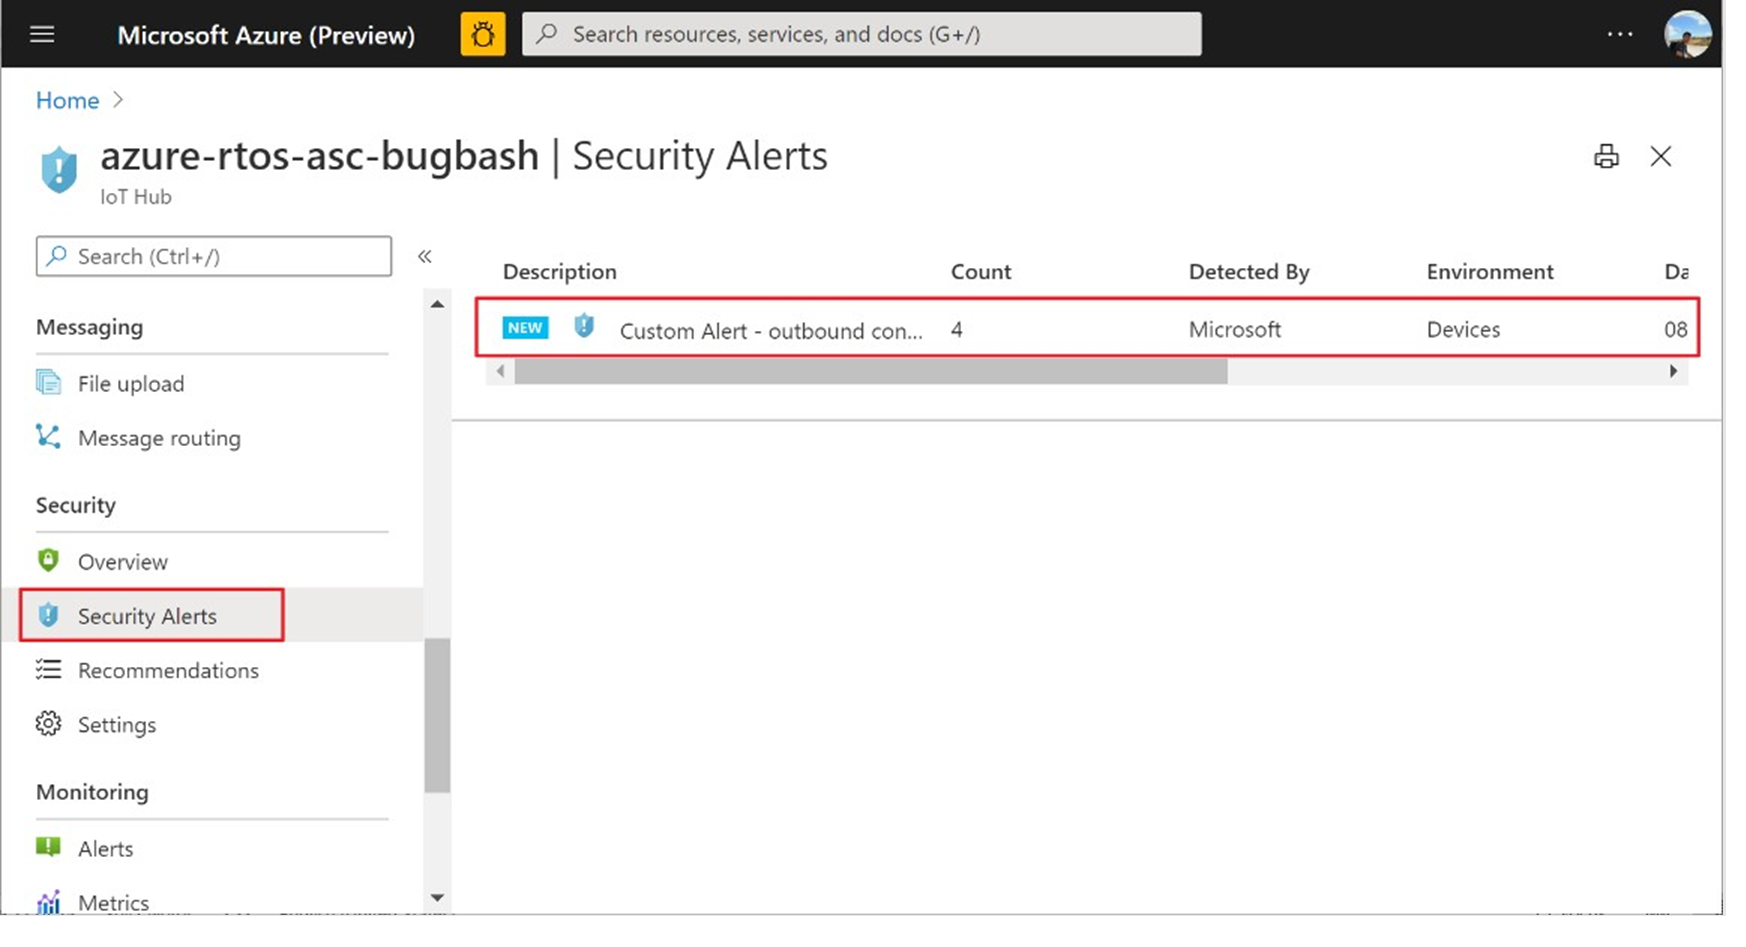 Microsoft Azure (Preview)
Search resources, services, and docs (G+/)
Home
azure-rtos-asc-bugbash | Security Alerts
IoT Hub
Search (Ctrl+/)
«
Messaging
File upload
Message routing
Security
Overview
Security Alerts
Recommendations
Settings
Monitoring
Alerts
Metrics
Description Count Detected By Environment Da
NEW Custom Alert - outbound con... 4 Microsoft Devices 08